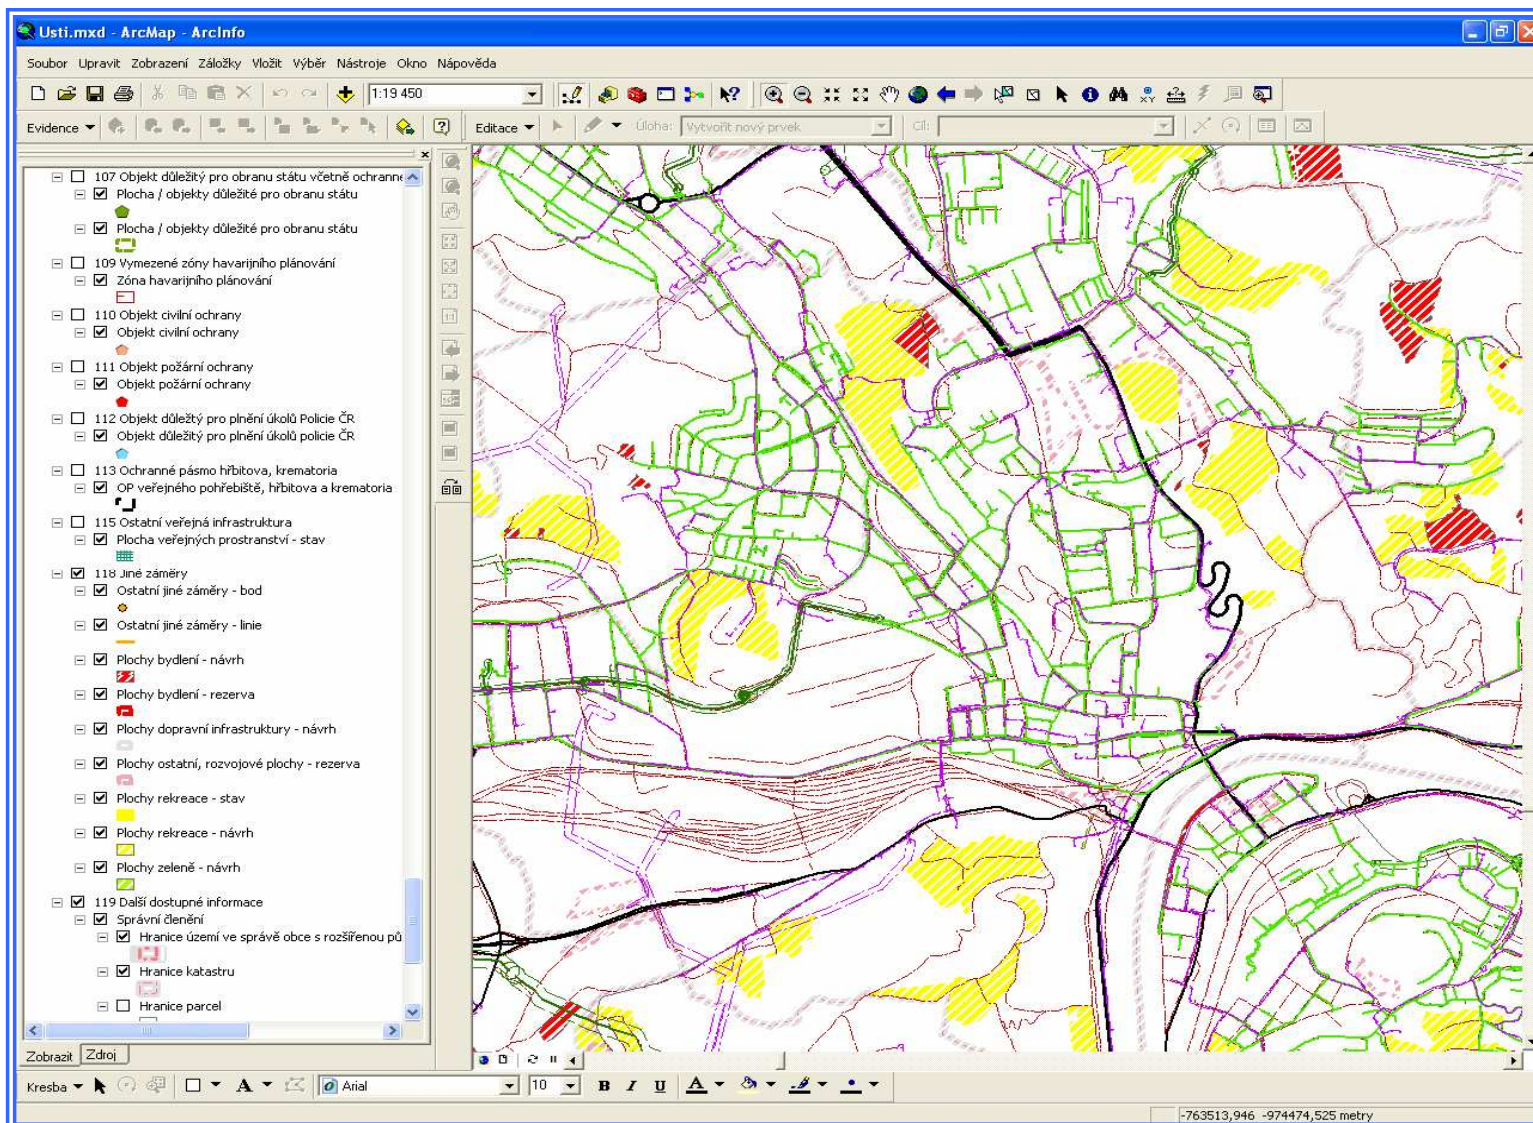 Usti.mxd - ArcMap - ArcInfo
Soubor Upravit Zobrazení Záložky Vložit Výběr Nástroje Okno Nápověda
1:19 450
Evidence
Editace
Úloha: Vytvořit nový prvek
Cíl:
107 Objekt důležitý pro obranu státu včetně ochranne
Plocha / objekty důležité pro obranu státu
Plocha / objekty důležité pro obranu státu
109 Vymezené zóny havarijního plánování
Zóna havarijního plánování
110 Objekt civilní ochrany
Objekt civilní ochrany
111 Objekt požární ochrany
Objekt požární ochrany
112 Objekt důležtý pro plnění úkolů Policie ČR
Objekt důležitý pro plnění úkolů policie ČR
113 Ochranné pásmo hřbitova, krematoria
OP veřejného pohřebiště, hřbitova a krematoria
115 Ostatní veřejná infrastruktura
Plocha veřejných prostranství - stav
118 Jiné záměry
Ostatní jiné záměry - bod
Ostatní jiné záměry - linie
Plochy bydlení - návrh
Plochy bydlení - rezerva
Plochy dopravní infrastruktury - návrh
Plochy ostatní, rozvojové plochy - rezerva
Plochy rekreace - stav
Plochy rekreace - návrh
Plochy zeleně - návrh
119 Další dostupné informace
Správní členění
Hranice území ve správě obce s rozšířenou pů
Hranice katastru
Hranice parcel
Zobrazit Zdroj
Kresba
A
Arial
10
B I U A
-763513,946 -974474,525 metry